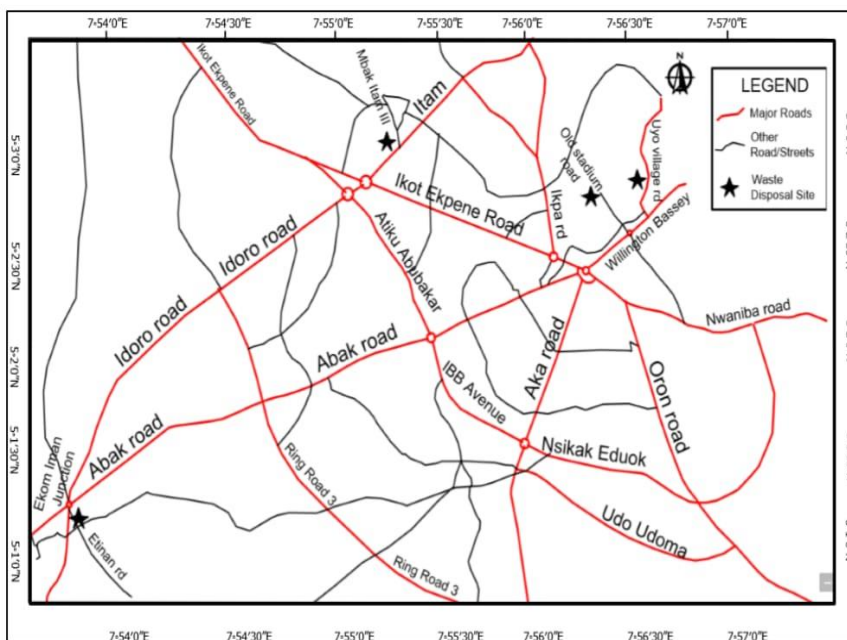 7-54'0"E 7-54'30"E 7-55'0"E 7-55'30"E 7-56'0"E 7-56'30"E 7-57'0"E
N
LEGEND
Major Roads
Other
Road/Streets
Waste
Disposal Site
Ikot Ekpene Road
Mbak Itam III
Itam
Old stadium
road
Uyo village rd
Ikot Ekpene Road
Ikpa rd
Willington Bassey
Idoro road
Atiku Abubakar
Nwaniba road
Idoro road
Abak road
IBB Avenue
Aka road
Oron road
Abak road
Nsikak Eduok
Ekom Iman
Junction
Ring Road 3
Udo Udoma
Etinan rd
Ring Road 3
5-3'0"N
5-2'30"N
5-2'0"N
5-1'30"N
5-1'0"N
7-54'0"E 7-54'30"E 7-55'0"E 7-55'30"E 7-56'0"E 7-56'30"E 7-57'0"E